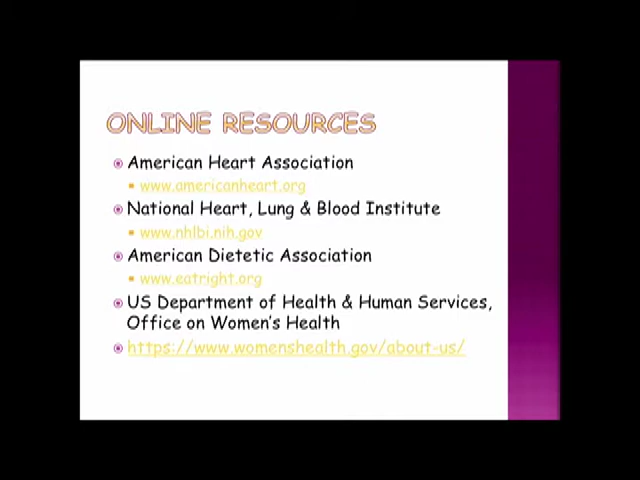 ONLINE RESOURCES
American Heart Association
www.americanheart.org
National Heart, Lung & Blood Institute
www.nhlbi.nih.gov
American Dietetic Association
www.eatright.org
US Department of Health & Human Services,
Office on Women's Health
https://www.womenshealth.gov/about-us/